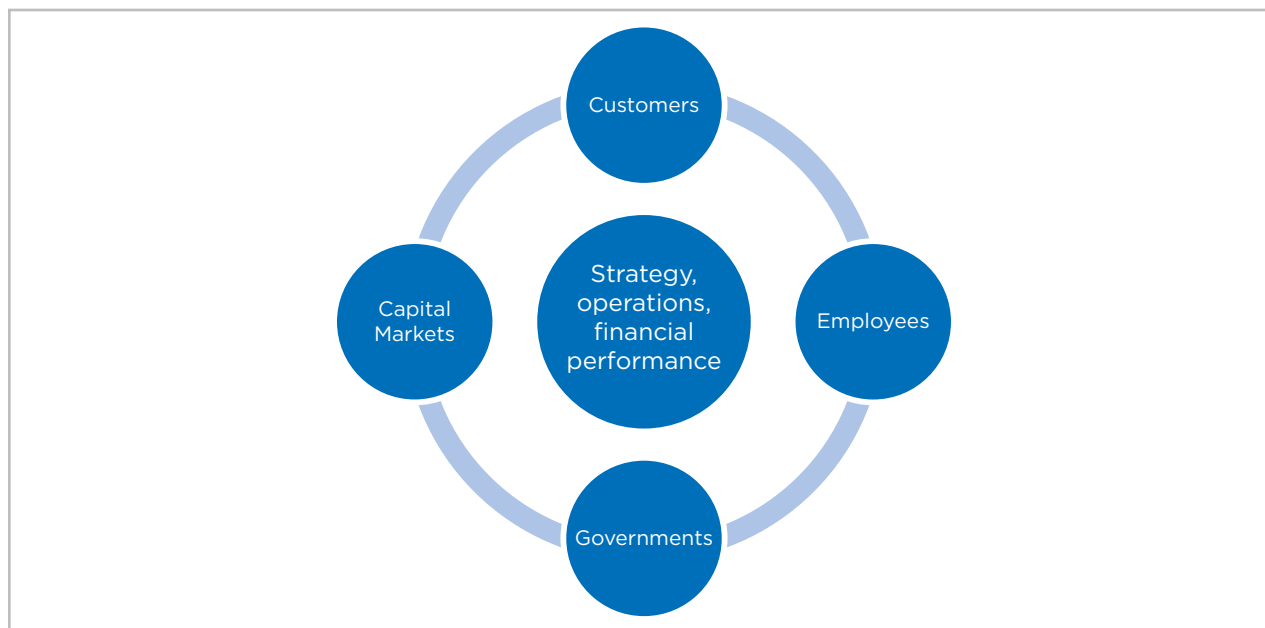 Customers
Capital
Markets
Strategy,
operations,
financial
performance
Employees
Governments